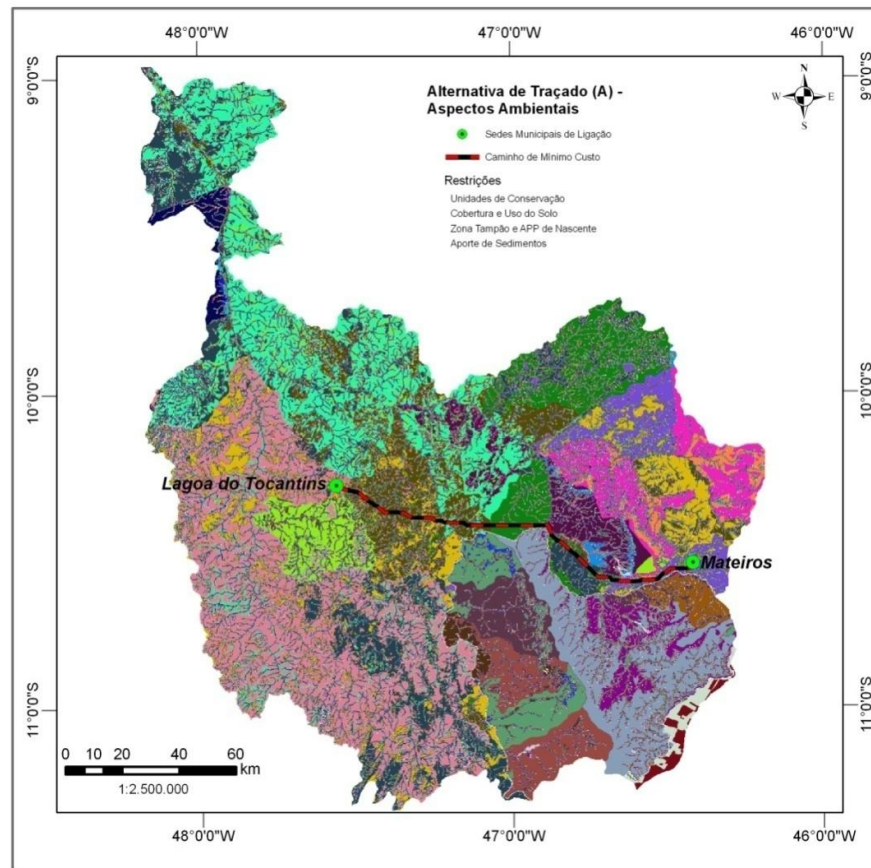 48°0'0"W 47°0'0"W 46°0'0"W
9°0'0"S
9°0'0"S
Alternativa de Traçado (A) -
Aspectos Ambientais
N
W E
S
Sedes Municipais de Ligação
Caminho de Mínimo Custo
Restrições
Unidades de Conservação
Cobertura e Uso do Solo
Zona Tampão e APP de Nascente
Aporte de Sedimentos
10°0'0"S
10°0'0"S
Lagoa do Tocantins
Mateiros
11°0'0"S
11°0'0"S
0 10 20 40 60
km
1:2.500.000
48°0'0"W 47°0'0"W 46°0'0"W